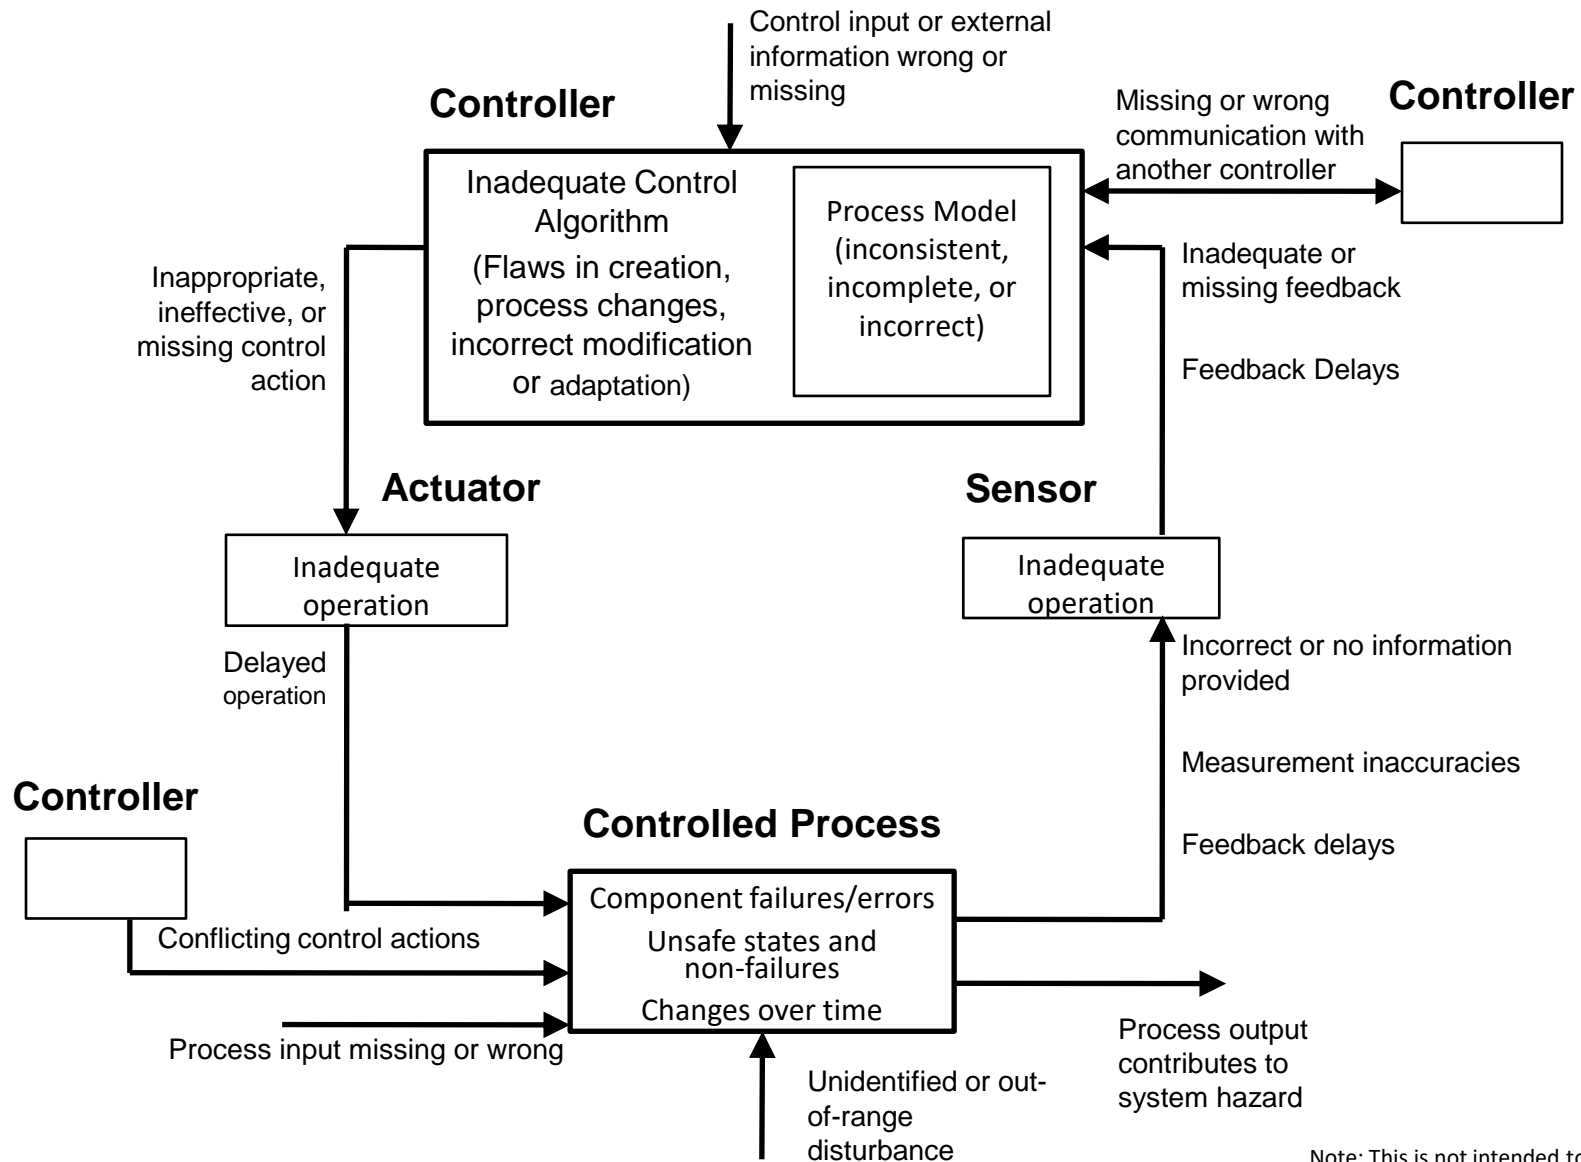 Control input or external
information wrong or
missing
Controller
Missing or wrong
communication with
another controller
Controller
Inadequate Control
Algorithm
(Flaws in creation,
process changes,
incorrect modification
or adaptation)
Process Model
(inconsistent,
incomplete, or
incorrect)
Inappropriate,
ineffective, or
missing control
action
Inadequate or
missing feedback
Feedback Delays
Actuator
Sensor
Inadequate
operation
Inadequate
operation
Delayed
operation
Incorrect or no information
provided
Measurement inaccuracies
Feedback delays
Controller
Controlled Process
Component failures/errors
Unsafe states and
non-failures
Changes over time
Conflicting control actions
Process input missing or wrong
Unidentified or out-
of-range
disturbance
Process output
contributes to
system hazard
Note: This is not intended to